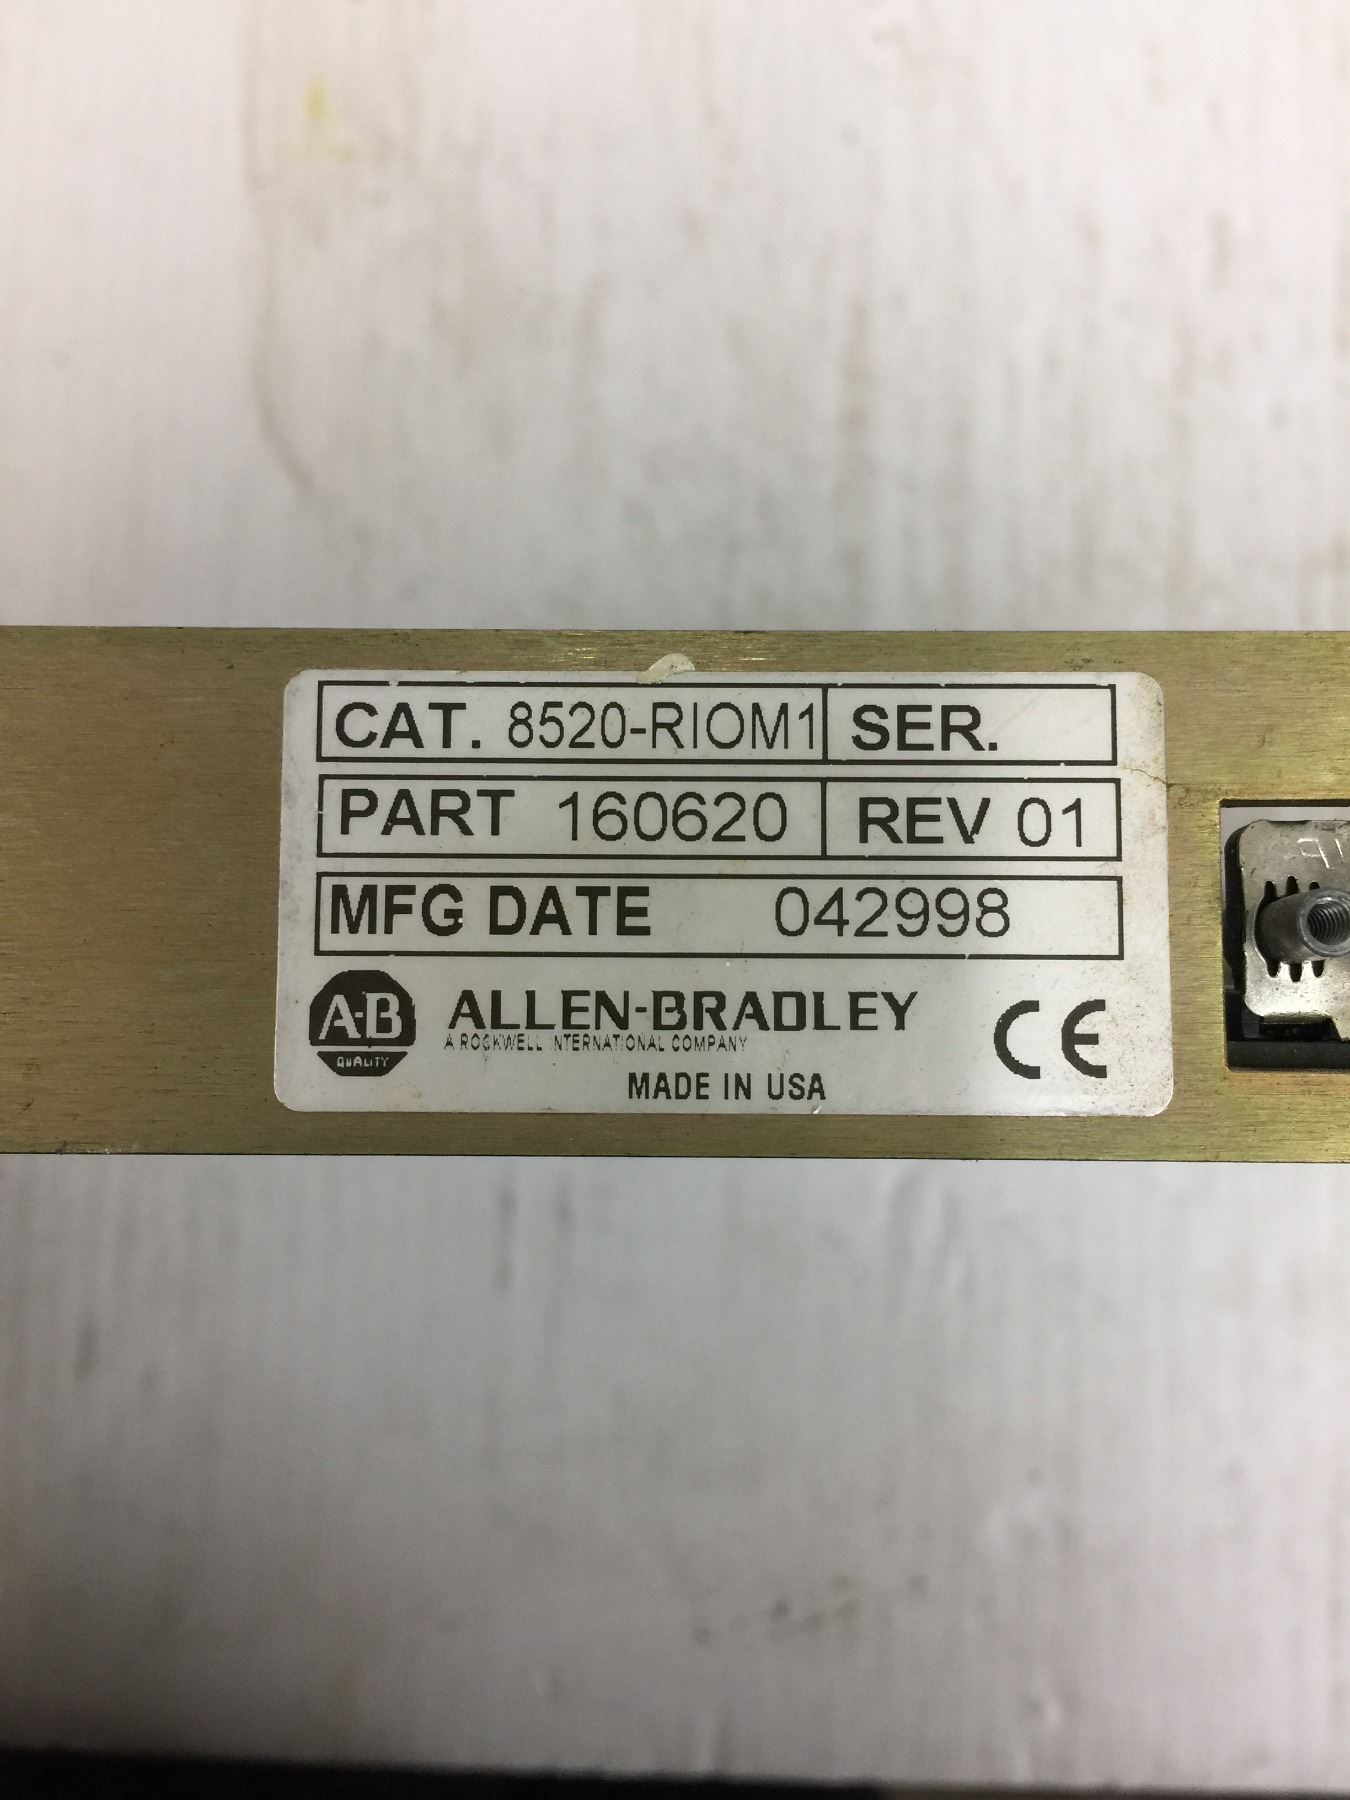 CAT. 8520-RIOM1 SER.
PART 160620 REV 01
MFG DATE 042998
A-B QUALITY
ALLEN-BRADLEY
A ROCKWELL INTERNATIONAL COMPANY
CE
MADE IN USA